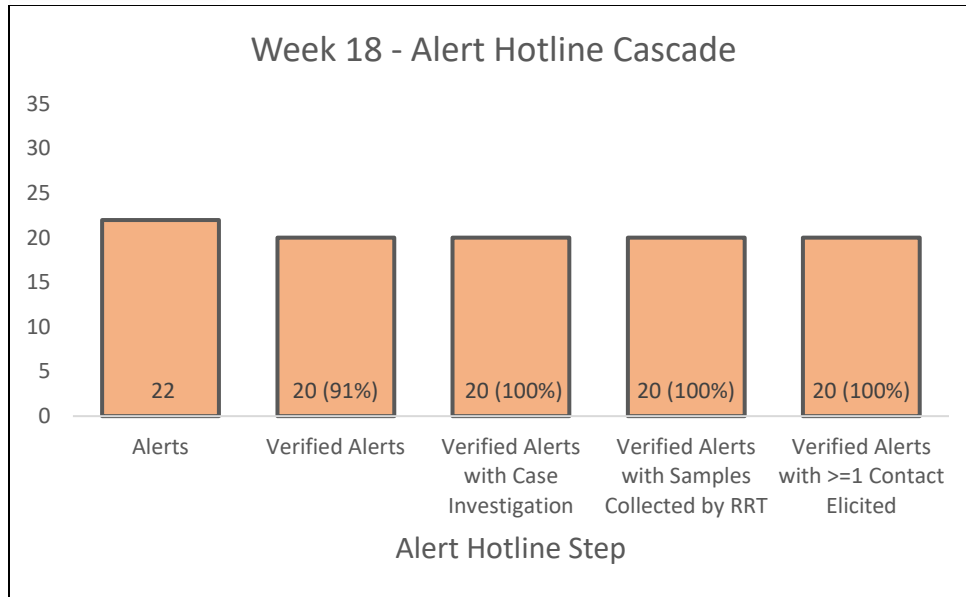 Week 18 - Alert Hotline Cascade
35
30
25
20
15
10
5
0
22
20 (91%)
20 (100%)
20 (100%)
20 (100%)
Alerts
Verified Alerts
Verified Alerts
with Case
Investigation
Verified Alerts
with Samples
Collected by RRT
Verified Alerts
with >=1 Contact
Elicited
Alert Hotline Step